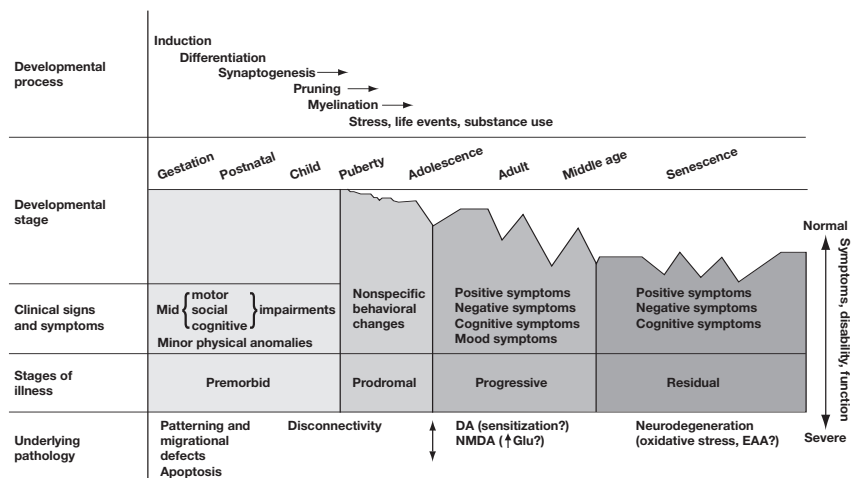 Developmental
process
Induction
Differentiation
Synaptogenesis
Pruning
Myelination
Stress, life events, substance use
Developmental
stage
Gestation
Postnatal
Child
Puberty
Adolescence
Adult
Middle age
Senescence
Normal
Symptoms, disability, function
Severe
Clinical signs
and symptoms
Mid { motor
social
cognitive } impairments
Minor physical anomalies
Nonspecific
behavioral
changes
Positive symptoms
Negative symptoms
Cognitive symptoms
Mood symptoms
Positive symptoms
Negative symptoms
Cognitive symptoms
Stages of
illness
Premorbid
Prodromal
Progressive
Residual
Underlying
pathology
Patterning and
migrational
defects
Apoptosis
Disconnectivity
DA (sensitization?)
NMDA (↑Glu?)
Neurodegeneration
(oxidative stress, EAA?)